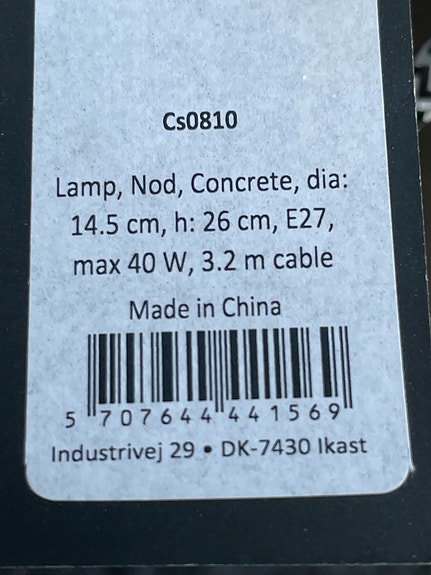 Cs0810
Lamp, Nod, Concrete, dia:
14.5 cm, h: 26 cm, E27,
max 40 W, 3.2 m cable
Made in China
5 707644 441569
Industrivej 29 • DK-7430 Ikast